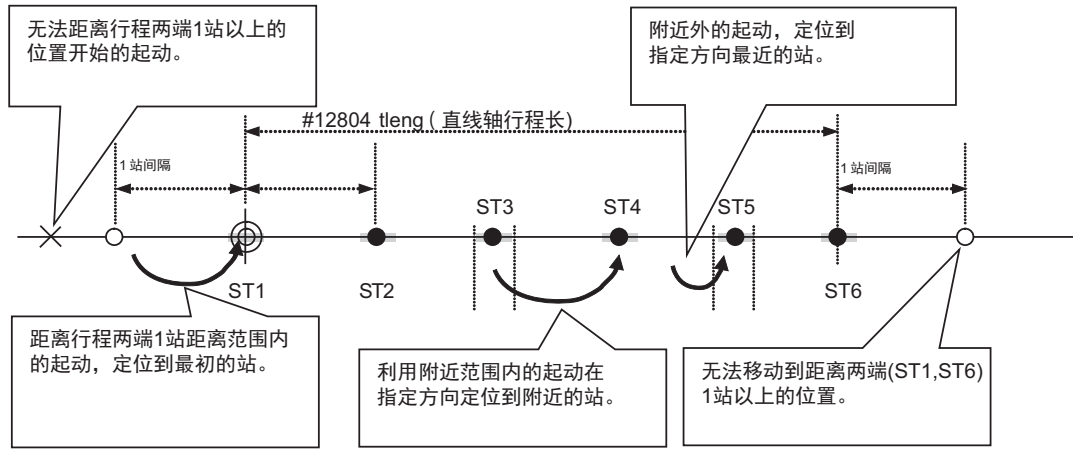 无法距离行程两端1站以上的
位置开始的起动。
附近外的起动，定位到
指定方向最近的站。
#12804 tleng ( 直线轴行程长)
1 站间隔
1 站间隔
ST3
ST4
ST5
ST1
ST2
ST6
距离行程两端1站距离范围内
的起动，定位到最初的站。
利用附近范围内的起动在
指定方向定位到附近的站。
无法移动到距离两端(ST1,ST6)
1站以上的位置。